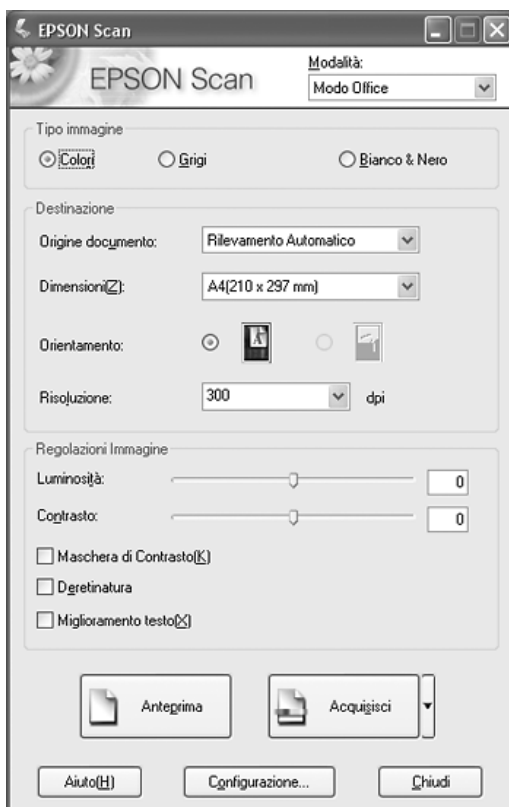 EPSON Scan
EPSON Scan
Modalità:
Modo Office
Tipo immagine
Colori Grigi Bianco & Nero
Destinazione
Origine documento: Rilevamento Automatico
Dimensioni(Z): A4(210 x 297 mm)
Orientamento:
Risoluzione: 300 dpi
Regolazioni Immagine
Luminosità: 0
Contrasto: 0
Maschera di Contrasto(K)
Deretinatura
Miglioramento testo(X)
Anteprima Acquisisci
Aiuto(H) Configurazione... Chiudi